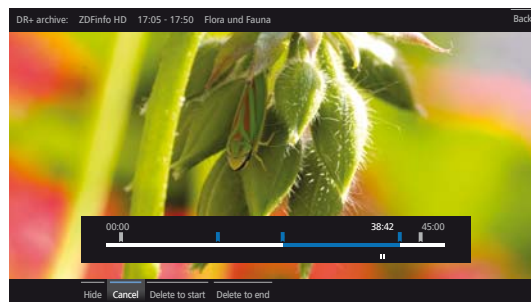 DR+ archive: ZDFinfo HD 17:05 - 17:50 Flora und Fauna Back
00:00 38:42 45:00
Hide Cancel Delete to start Delete to end